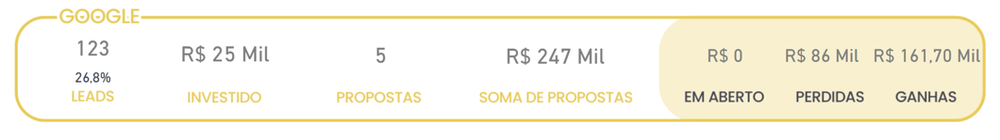 GOOGLE
123
26,8%
LEADS
R$ 25 Mil
INVESTIDO
5
PROPOSTAS
R$ 247 Mil
SOMA DE PROPOSTAS
R$ 0
EM ABERTO
R$ 86 Mil
PERDIDAS
R$ 161,70 Mil
GANHAS